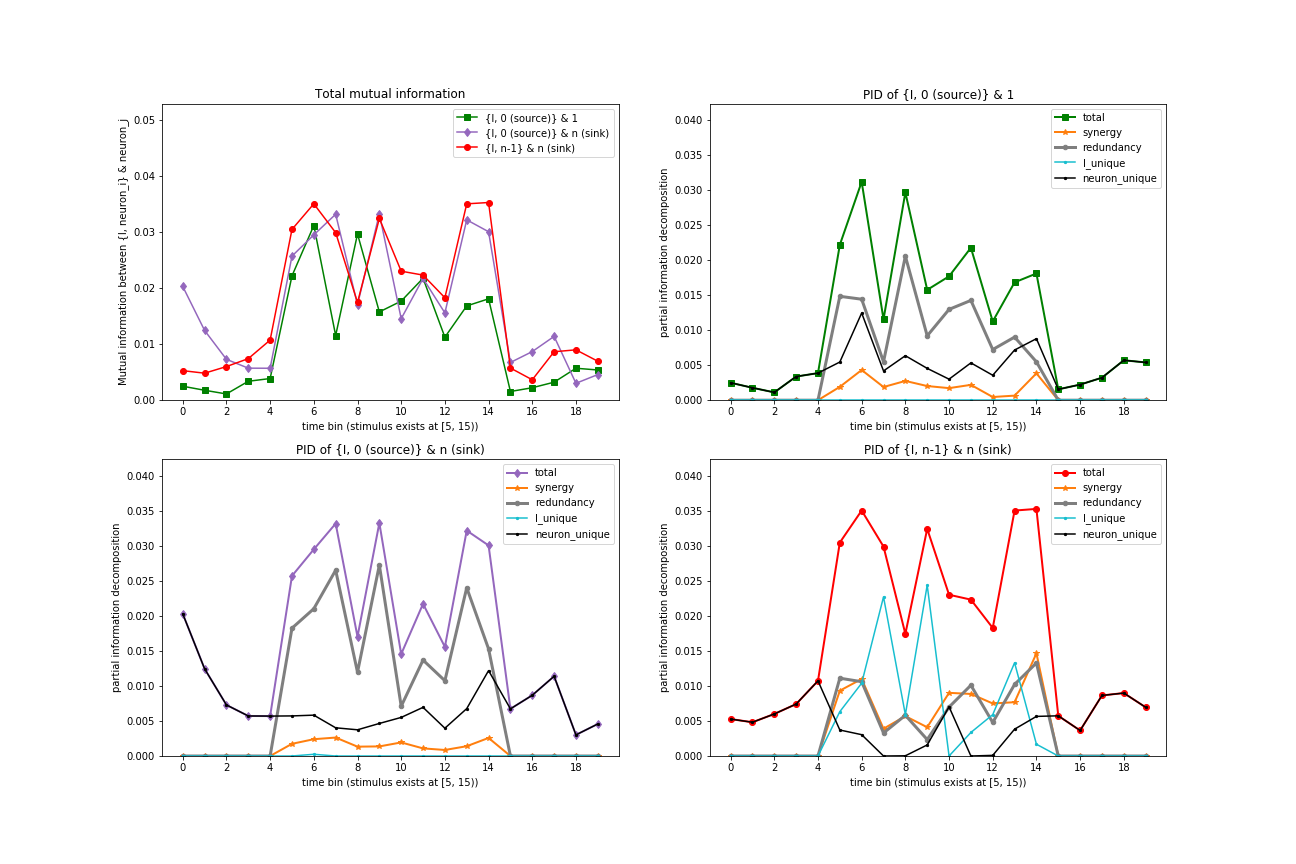 Total mutual information
Mutual information between {I, neuron_i} & neuron_j
0.05
0.04
0.03
0.02
0.01
0.00
{I, 0 (source)} & 1
{I, 0 (source)} & n (sink)
{I, n-1} & n (sink)
0 2 4 6 8 10 12 14 16 18
time bin (stimulus exists at [5, 15))
PID of {I, 0 (source)} & 1
partial information decomposition
0.040
0.035
0.030
0.025
0.020
0.015
0.010
0.005
0.000
total
synergy
redundancy
I_unique
neuron_unique
0 2 4 6 8 10 12 14 16 18
time bin (stimulus exists at [5, 15))
PID of {I, 0 (source)} & n (sink)
partial information decomposition
0.040
0.035
0.030
0.025
0.020
0.015
0.010
0.005
0.000
total
synergy
redundancy
I_unique
neuron_unique
0 2 4 6 8 10 12 14 16 18
time bin (stimulus exists at [5, 15))
PID of {I, n-1} & n (sink)
partial information decomposition
0.040
0.035
0.030
0.025
0.020
0.015
0.010
0.005
0.000
total
synergy
redundancy
I_unique
neuron_unique
0 2 4 6 8 10 12 14 16 18
time bin (stimulus exists at [5, 15))